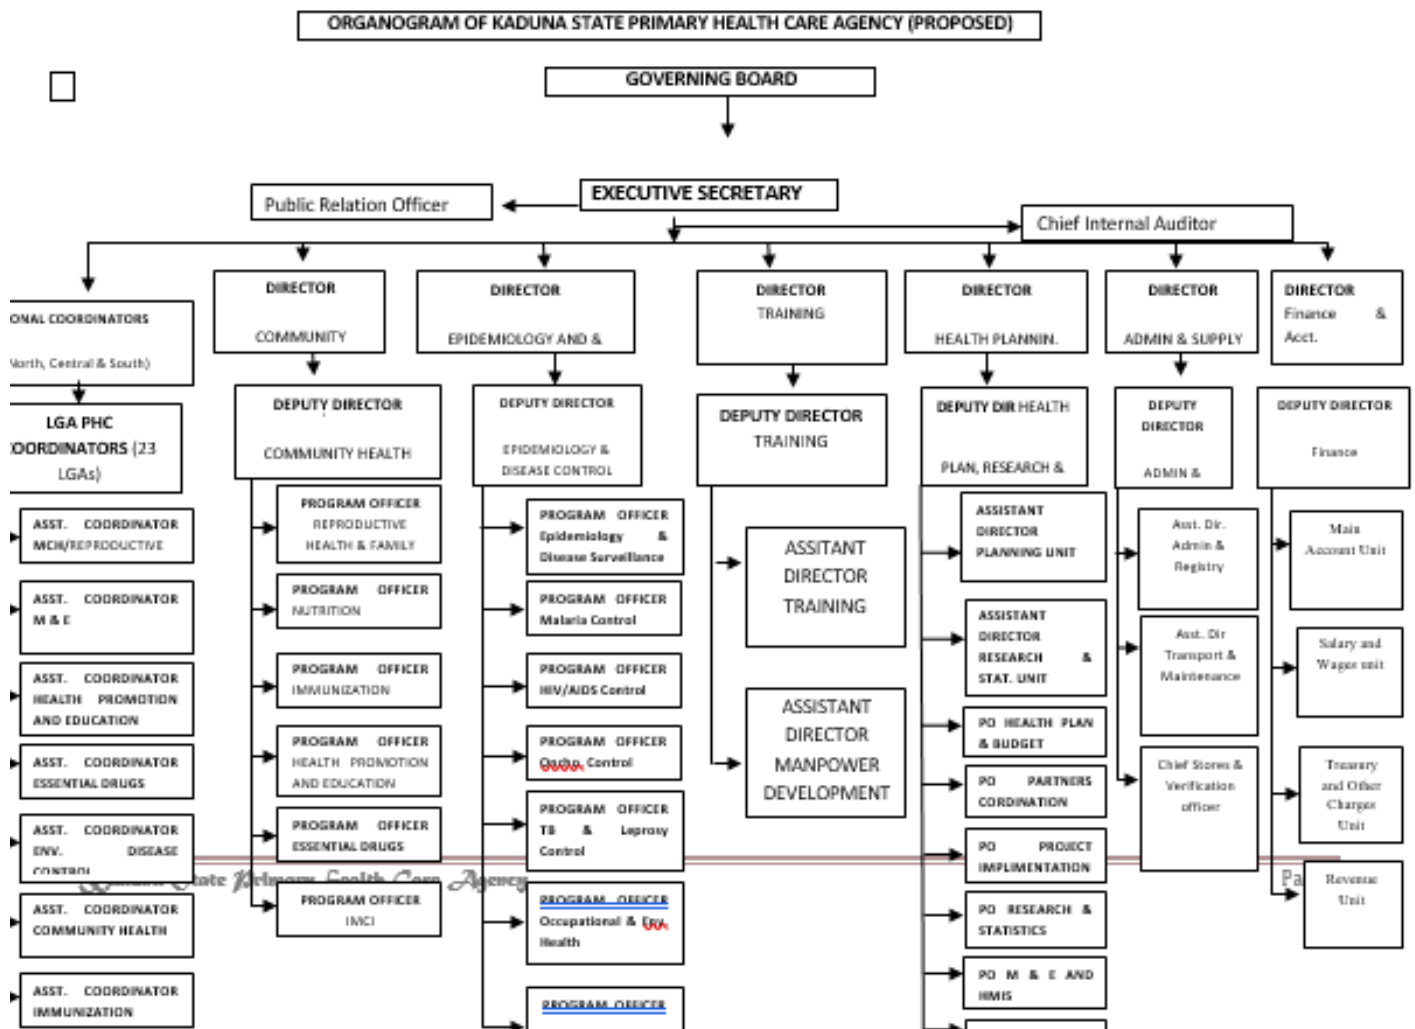 ORGANOGRAM OF KADUNA STATE PRIMARY HEALTH CARE AGENCY (PROPOSED)
GOVERNING BOARD
EXECUTIVE SECRETARY
Public Relation Officer
Chief Internal Auditor
ONAL COORDINATORS
North, Central & South)
LGA PHC
COORDINATORS (23
LGAs)
ASST. COORDINATOR
MCH/REPRODUCTIVE
ASST. COORDINATOR
M & E
ASST. COORDINATOR
HEALTH PROMOTION
AND EDUCATION
ASST. COORDINATOR
ESSENTIAL DRUGS
ASST. COORDINATOR
ENV. DISEASE
CONTROL
ASST. COORDINATOR
COMMUNITY HEALTH
ASST. COORDINATOR
IMMUNIZATION
DIRECTOR
COMMUNITY
DEPUTY DIRECTOR
COMMUNITY HEALTH
PROGRAM OFFICER
REPRODUCTIVE
HEALTH & FAMILY
PROGRAM OFFICER
NUTRITION
PROGRAM OFFICER
IMMUNIZATION
PROGRAM OFFICER
HEALTH PROMOTION
AND EDUCATION
PROGRAM OFFICER
ESSENTIAL DRUGS
PROGRAM OFFICER
IMCI
DIRECTOR
EPIDEMIOLOGY AND &
DEPUTY DIRECTOR
EPIDEMIOLOGY &
DISEASE CONTROL
PROGRAM OFFICER
Epidemiology &
Disease Surveillance
PROGRAM OFFICER
Malaria Control
PROGRAM OFFICER
HIV/AIDS Control
PROGRAM OFFICER
Oncho. Control
PROGRAM OFFICER
TB & Leprosy
Control
PROGRAM OFFICER
Occupational & Env.
Health
PROGRAM OFFICER
DIRECTOR
TRAINING
DEPUTY DIRECTOR
TRAINING
ASSITANT
DIRECTOR
TRAINING
ASSISTANT
DIRECTOR
MANPOWER
DEVELOPMENT
DIRECTOR
HEALTH PLANNIN.
DEPUTY DIR HEALTH
PLAN, RESEARCH &
ASSISTANT
DIRECTOR
PLANNING UNIT
ASSISTANT
DIRECTOR
RESEARCH &
STAT. UNIT
PO HEALTH PLAN
& BUDGET
PO PARTNERS
CORDINATION
PO PROJECT
IMPLIMENTATION
PO RESEARCH &
STATISTICS
PO M & E AND
HMIS
DIRECTOR
ADMIN & SUPPLY
DEPUTY
DIRECTOR
ADMIN &
Asst. Dir.
Admin &
Registry
Asst. Dir
Transport &
Maintenance
Chief Stores &
Verification
officer
DIRECTOR
Finance &
Acct.
DEPUTY DIRECTOR
Finance
Main
Account Unit
Salary and
Wages unit
Treasury
and Other
Charges
Unit
Revenue
Unit
State Primary Health Care Agency
Pa